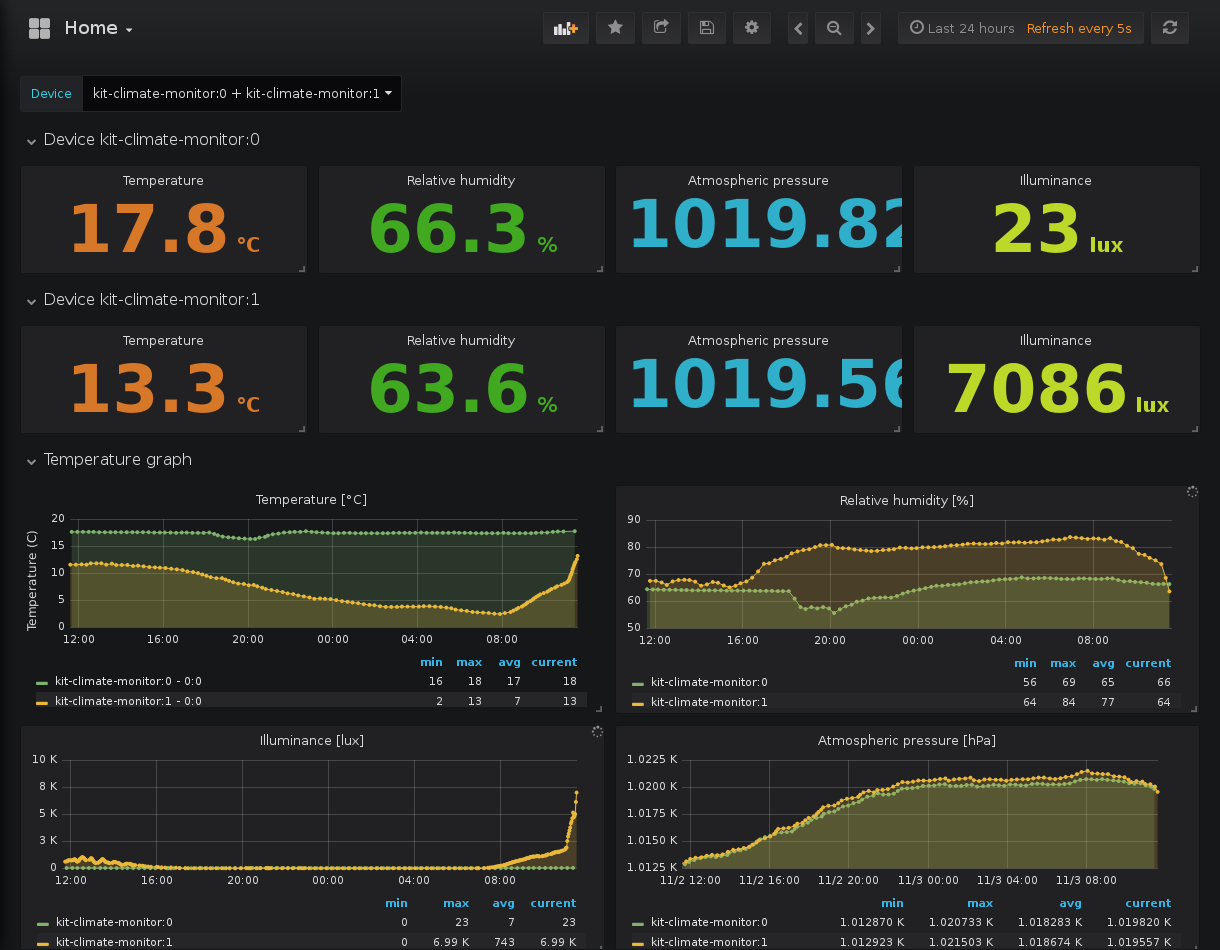 Home
Last 24 hours Refresh every 5s
Device kit-climate-monitor:0 + kit-climate-monitor:1
Device kit-climate-monitor:0
Temperature Relative humidity Atmospheric pressure Illuminance
17.8 °C 66.3 % 1019.82 23 lux
Device kit-climate-monitor:1
Temperature Relative humidity Atmospheric pressure Illuminance
13.3 °C 63.6 % 1019.56 7086 lux
Temperature graph
Temperature [°C]
Temperature (C)
20
15
10
5
0
12:00 16:00 20:00 00:00 04:00 08:00
min max avg current
kit-climate-monitor:0 - 0:0 16 18 17 18
kit-climate-monitor:1 - 0:0 2 13 7 13
Relative humidity [%]
90
80
70
60
50
12:00 16:00 20:00 00:00 04:00 08:00
min max avg current
kit-climate-monitor:0 56 69 65 66
kit-climate-monitor:1 64 84 77 64
Illuminance [lux]
10 K
8 K
5 K
3 K
0
12:00 16:00 20:00 00:00 04:00 08:00
min max avg current
kit-climate-monitor:0 0 23 7 23
kit-climate-monitor:1 0 6.99 K 743 6.99 K
Atmospheric pressure [hPa]
1.0225 K
1.0200 K
1.0175 K
1.0150 K
1.0125 K
11/2 12:00 11/2 16:00 11/2 20:00 11/3 00:00 11/3 04:00 11/3 08:00
min max avg current
kit-climate-monitor:0 1.012870 K 1.020733 K 1.018283 K 1.019820 K
kit-climate-monitor:1 1.012923 K 1.021503 K 1.018674 K 1.019557 K